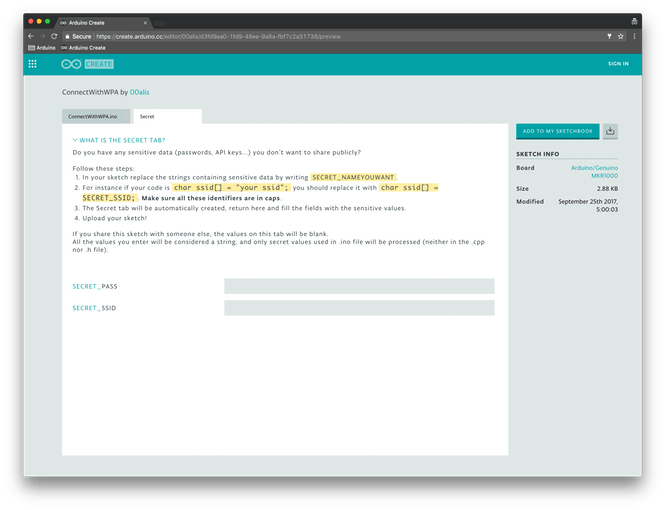 Arduino Create
Secure | https://create.arduino.cc/editor/00alis/d3fd9aa0-1fd9-48ee-9a8a-fbf7c2a31738/preview
Arduino Arduino Create
CREATE
SIGN IN
ConnectWithWPA by 00alis
ConnectWithWPA.ino Secret
WHAT IS THE SECRET TAB?
Do you have any sensitive data (passwords, API keys...) you don't want to share publicly?
Follow these steps:
1. In your sketch replace the strings containing sensitive data by writing SECRET_NAMEYOUWANT.
2. For instance if your code is char ssid[] = "your ssid"; you should replace it with char ssid[] =
SECRET_SSID;. Make sure all these identifiers are in caps.
3. The Secret tab will be automatically created, return here and fill the fields with the sensitive values.
4. Upload your sketch!
If you share this sketch with someone else, the values on this tab will be blank.
All the values you enter will be considered a string, and only secret values used in .ino file will be processed (neither in the .cpp
nor .h file).
SECRET_PASS
SECRET_SSID
ADD TO MY SKETCHBOOK
SKETCH INFO
Board Arduino/Genuino
MKR1000
Size 2.88 KB
Modified September 25th 2017,
5:00:03